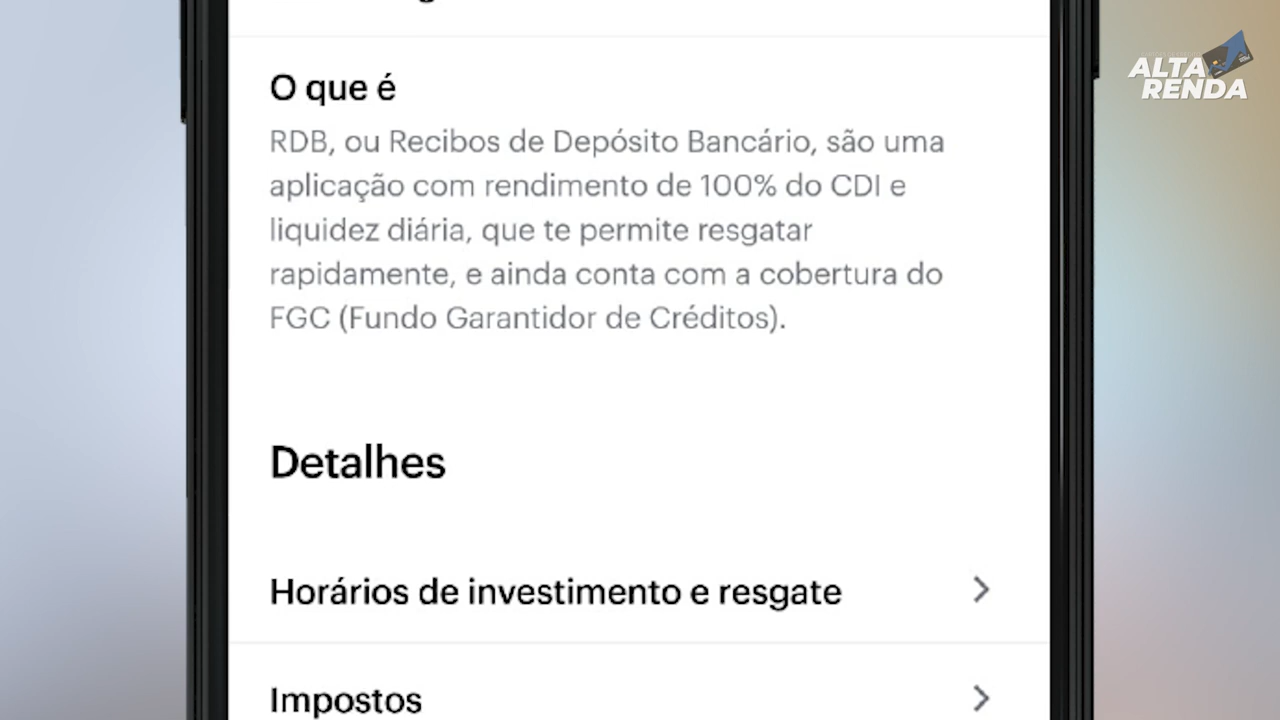 ALTA
RENDA
O que é
RDB, ou Recibos de Depósito Bancário, são uma
aplicação com rendimento de 100% do CDI e
liquidez diária, que te permite resgatar
rapidamente, e ainda conta com a cobertura do
FGC (Fundo Garantidor de Créditos).
Detalhes
Horários de investimento e resgate
Impostos